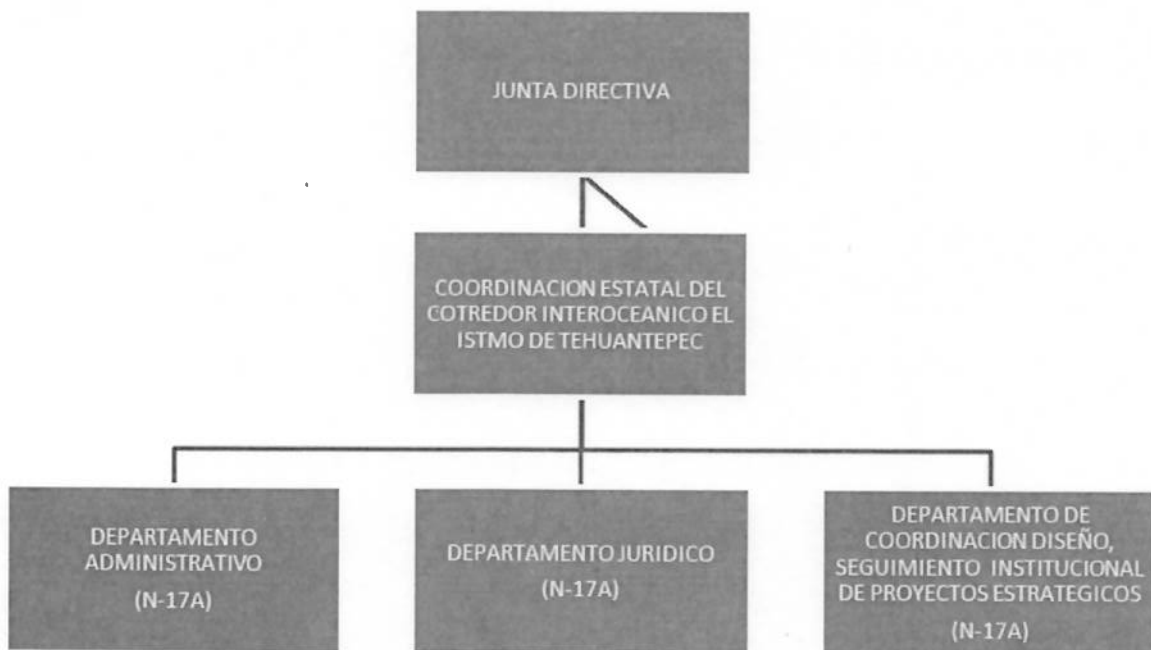 JUNTA DIRECTIVA
COORDINACION ESTATAL DEL
COTREDOR INTEROCEANICO EL
ISTMO DE TEHUANTEPEC
DEPARTAMENTO
ADMINISTRATIVO
(N-17A)
DEPARTAMENTO JURIDICO
(N-17A)
DEPARTAMENTO DE
COORDINACION DISEÑO,
SEGUIMIENTO INSTITUCIONAL
DE PROYECTOS ESTRATEGICOS
(N-17A)